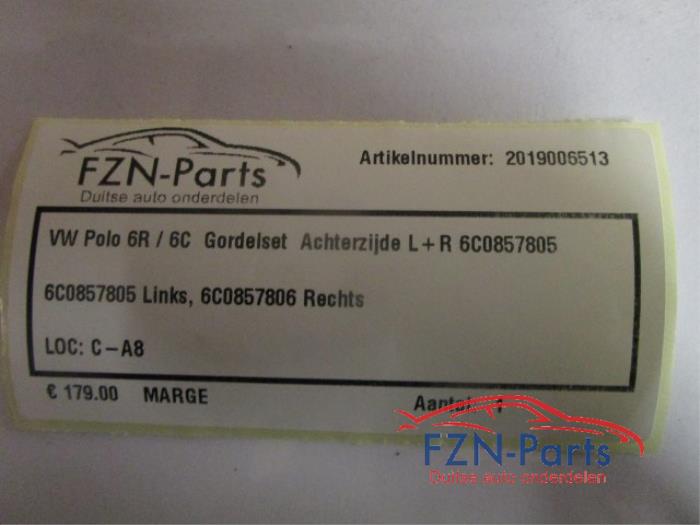 FZN-Parts
Duitse auto onderdelen
Artikelnummer: 2019006513
VW Polo 6R / 6C Gordelset Achterzijde L+R 6C0857805
6C0857805 Links, 6C0857806 Rechts
LOC: C-A8
€ 179.00 MARGE
FZN-Parts
Duitse auto onderdelen